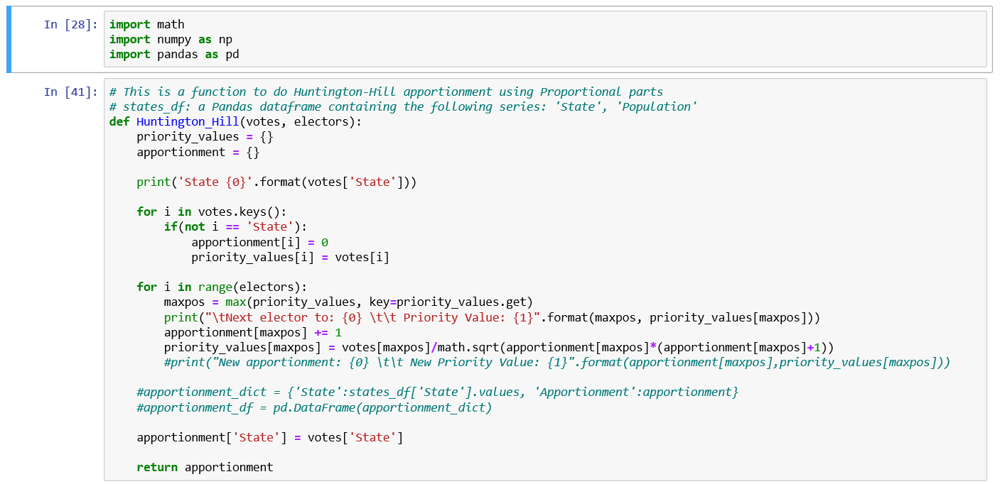 In [28]: import math
import numpy as np
import pandas as pd
In [41]: # This is a function to do Huntington-Hill apportionment using Proportional parts
# states_df: a Pandas dataframe containing the following series: 'State', 'Population'
def Huntington_Hill(votes, electors):
    priority_values = {}
    apportionment = {}

    print('State {0}'.format(votes['State']))

    for i in votes.keys():
        if(not i == 'State'):
            apportionment[i] = 0
            priority_values[i] = votes[i]

    for i in range(electors):
        maxpos = max(priority_values, key=priority_values.get)
        print("\tNext elector to: {0} \t\t Priority Value: {1}".format(maxpos, priority_values[maxpos]))
        apportionment[maxpos] += 1
        priority_values[maxpos] = votes[maxpos]/math.sqrt(apportionment[maxpos]*(apportionment[maxpos]+1))
        #print("New apportionment: {0} \t\t New Priority Value: {1}".format(apportionment[maxpos],priority_values[maxpos]))

    #apportionment_dict = {'State':states_df['State'].values, 'Apportionment':apportionment}
    #apportionment_df = pd.DataFrame(apportionment_dict)

    apportionment['State'] = votes['State']

    return apportionment